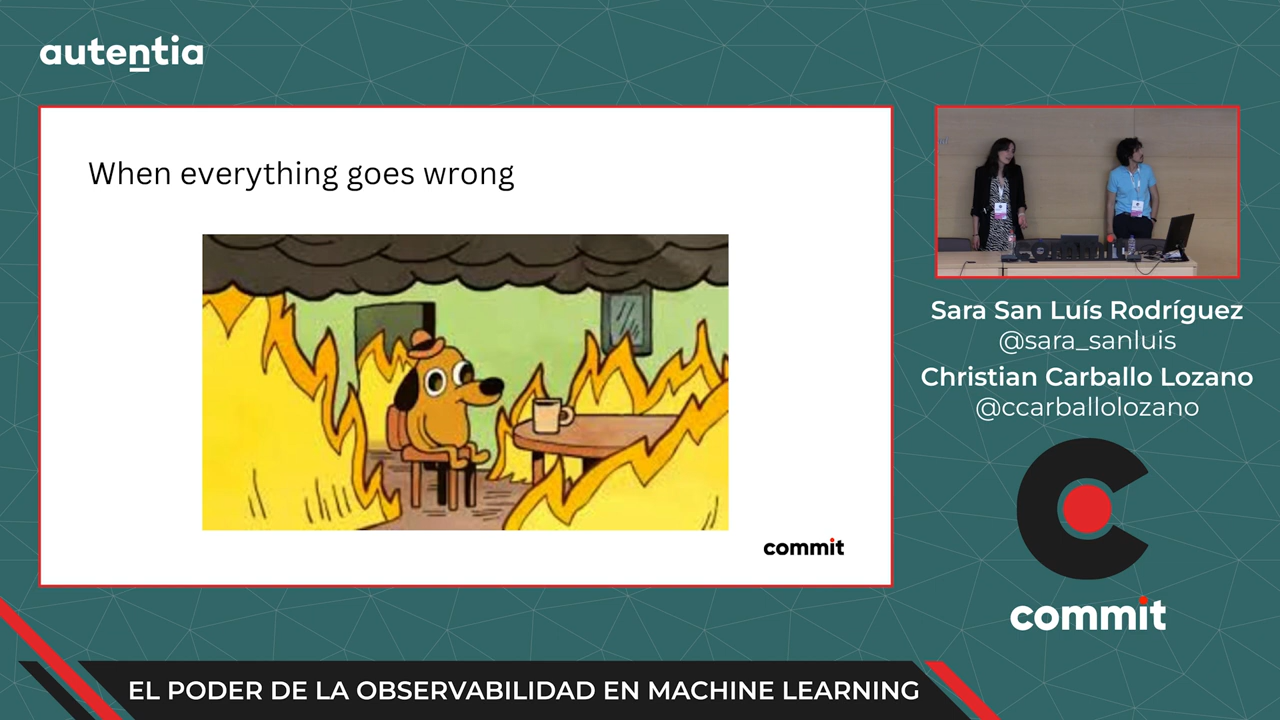 autentia
When everything goes wrong
commit
Sara San Luís Rodríguez
@sara_sanluis
Christian Carballo Lozano
@ccarballolozano
commit
EL PODER DE LA OBSERVABILIDAD EN MACHINE LEARNING